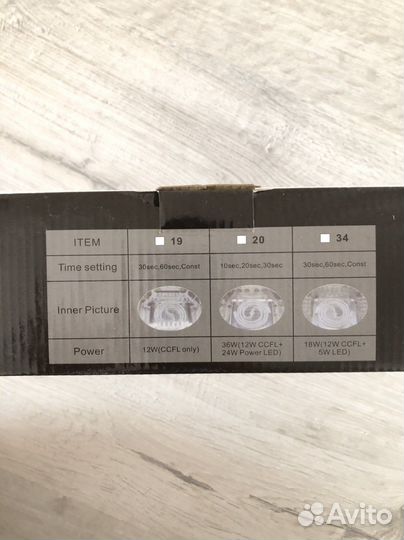 ITEM 19 20 34
Time setting 30sec,60sec,Const 10sec,20sec,30sec 30sec,60sec,Const
Inner Picture
Power 12W(CCFL only) 36W(12W CCFL+ 18W(12W CCFL+
24W Power LED) 5W LED)
Avito